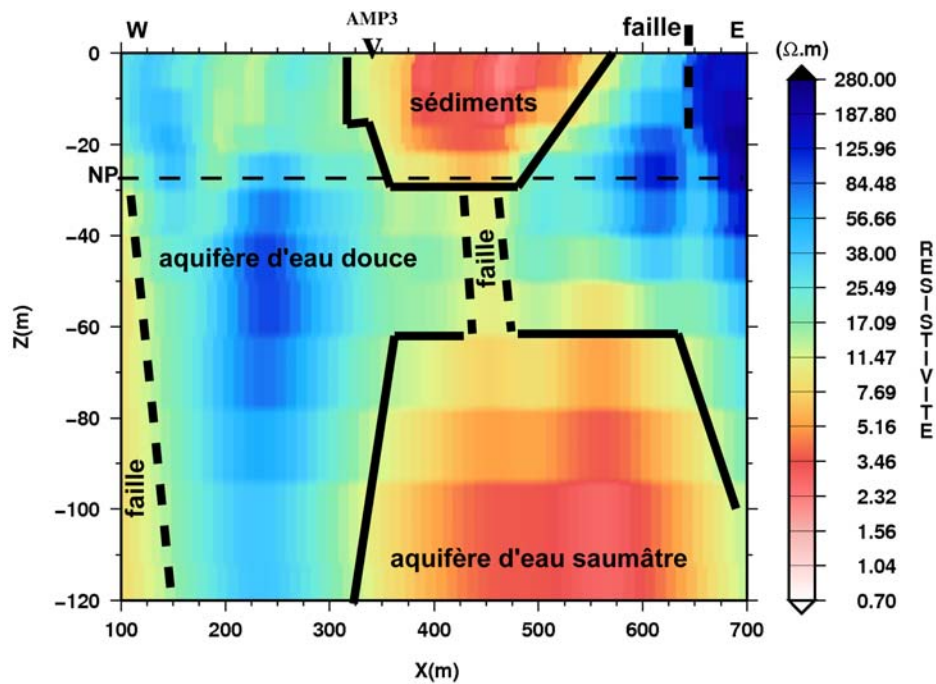 AMP3
W
V
faille
E
(Ω.m)
0
−20
NP
−40
−60
−80
−100
−120
Z(m)
sédiments
aquifère d'eau douce
faille
faille
aquifère d'eau saumâtre
100
200
300
400
500
600
700
X(m)
280.00
187.80
125.96
84.48
56.66
38.00
25.49
17.09
11.47
7.69
5.16
3.46
2.32
1.56
1.04
0.70
RESISTIVITE